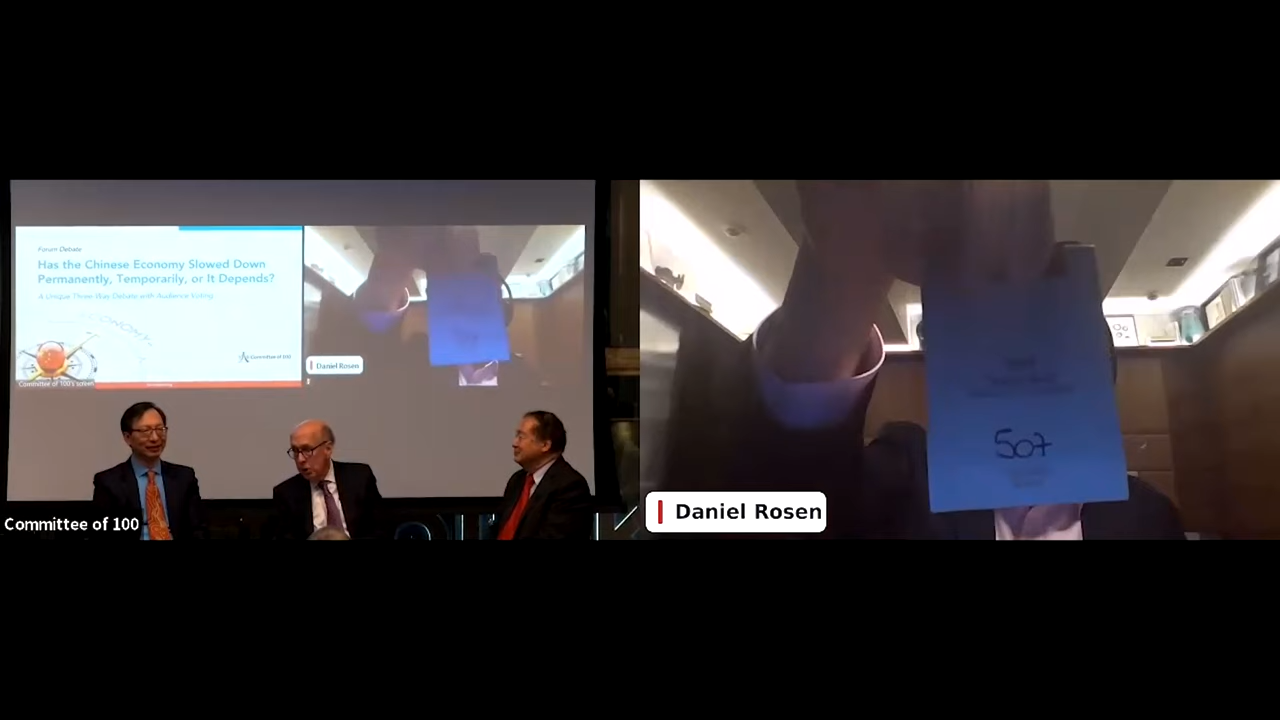 Forum Debate
Has the Chinese Economy Slowed Down
Permanently, Temporarily, or It Depends?
A Unique Three-Way Debate with Audience Voting
ECONOMY
Committee of 100
Committee of 100's screen
Daniel Rosen
Committee of 100
507
Daniel Rosen